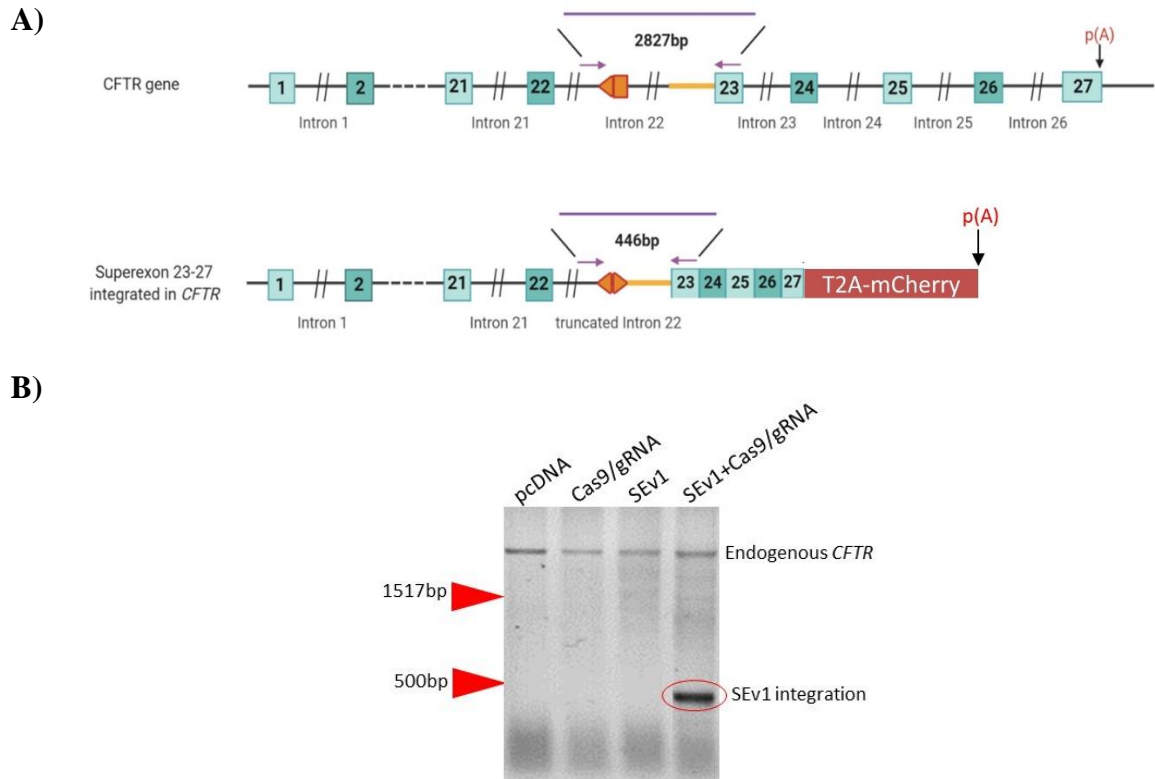 A)
2827bp
p(A)
CFTR gene
1 2 21 22 23 24 25 26 27
Intron 1 Intron 21 Intron 22 Intron 23 Intron 24 Intron 25 Intron 26
446bp
p(A)
Superexon 23-27
integrated in CFTR
1 2 21 22 23 24 25 26 27 T2A-mCherry
Intron 1 Intron 21 truncated Intron 22
B)
pcDNA Cas9/gRNA SEv1 SEv1+Cas9/gRNA
Endogenous CFTR
1517bp
500bp
SEv1 integration